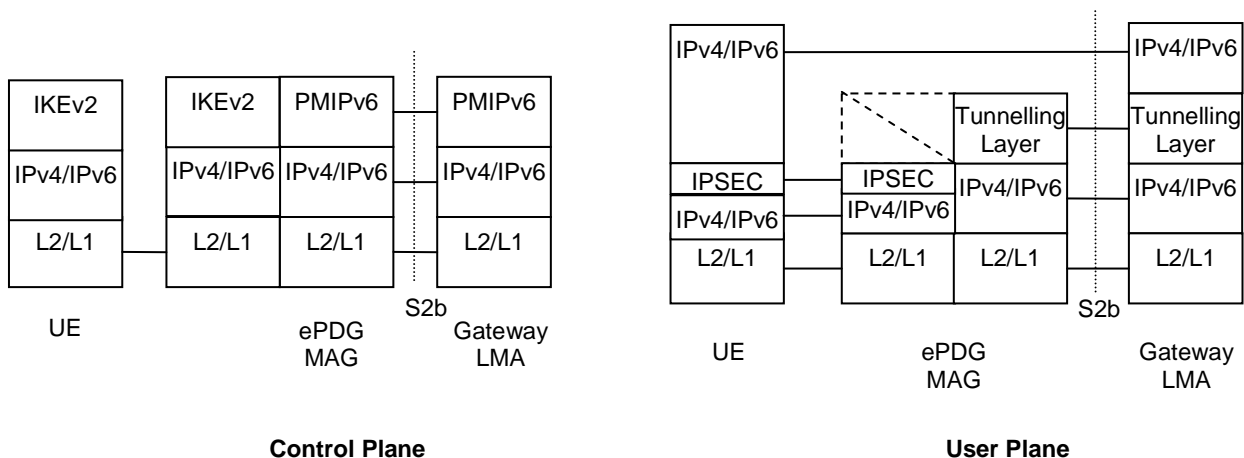 IKEv2
IPv4/IPv6
L2/L1
UE
IKEv2
PMIPv6
IPv4/IPv6
IPv4/IPv6
L2/L1
L2/L1
ePDG
MAG
S2b
PMIPv6
IPv4/IPv6
L2/L1
Gateway
LMA
Control Plane
IPv4/IPv6
IPSEC
IPv4/IPv6
L2/L1
UE
IPSEC
IPv4/IPv6
L2/L1
Tunnelling
Layer
IPv4/IPv6
L2/L1
ePDG
MAG
S2b
IPv4/IPv6
Tunnelling
Layer
IPv4/IPv6
L2/L1
Gateway
LMA
User Plane